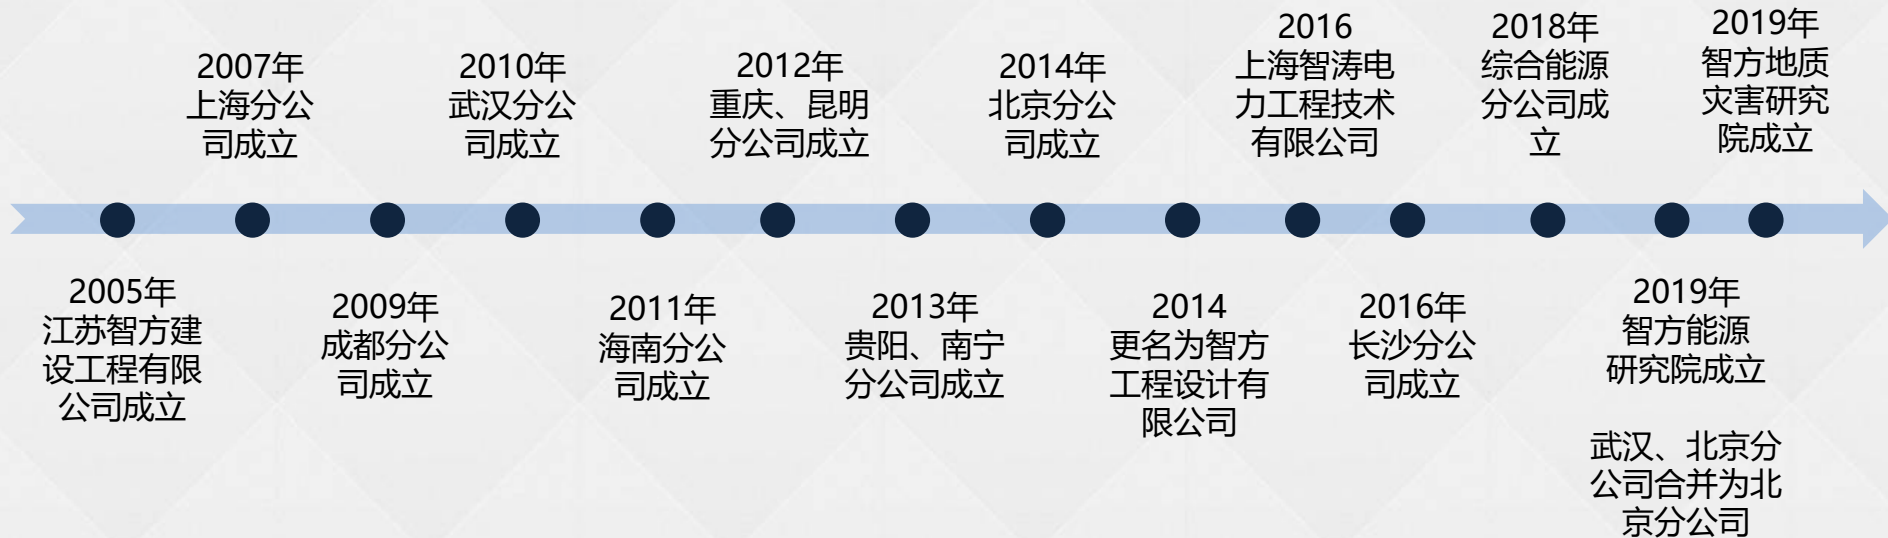 2005年
江苏智方建
设工程有限
公司成立
2007年
上海分公
司成立
2009年
成都分公
司成立
2010年
武汉分公
司成立
2011年
海南分公
司成立
2012年
重庆、昆明
分公司成立
2013年
贵阳、南宁
分公司成立
2014年
北京分公
司成立
2014
更名为智方
工程设计有
限公司
2016
上海智涛电
力工程技术
有限公司
2016年
长沙分公
司成立
2018年
综合能源
分公司成
立
2019年
智方能源
研究院成立
武汉、北京分
公司合并为北
京分公司
2019年
智方地质
灾害研究
院成立